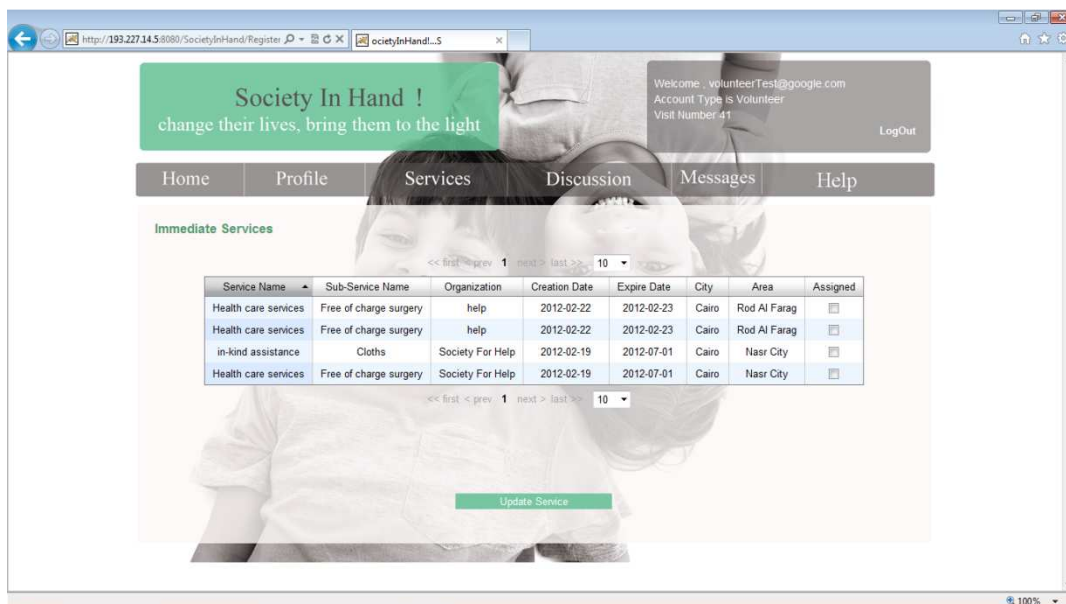 http://193.227.14.5:8080/SocietyInHand/Register
ocietyInHand!...S
Society In Hand !
change their lives, bring them to the light
Welcome , volunteerTest@google.com
Account Type is Volunteer
Visit Number 41
LogOut
Home Profile Services Discussion Messages Help
Immediate Services
<< first < prev 1 next > last >> 10
Service Name Sub-Service Name Organization Creation Date Expire Date City Area Assigned
Health care services Free of charge surgery help 2012-02-22 2012-02-23 Cairo Rod Al Farag
Health care services Free of charge surgery help 2012-02-22 2012-02-23 Cairo Rod Al Farag
in-kind assistance Cloths Society For Help 2012-02-19 2012-07-01 Cairo Nasr City
Health care services Free of charge surgery Society For Help 2012-02-19 2012-07-01 Cairo Nasr City
<< first < prev 1 next > last >> 10
Update Service
100%